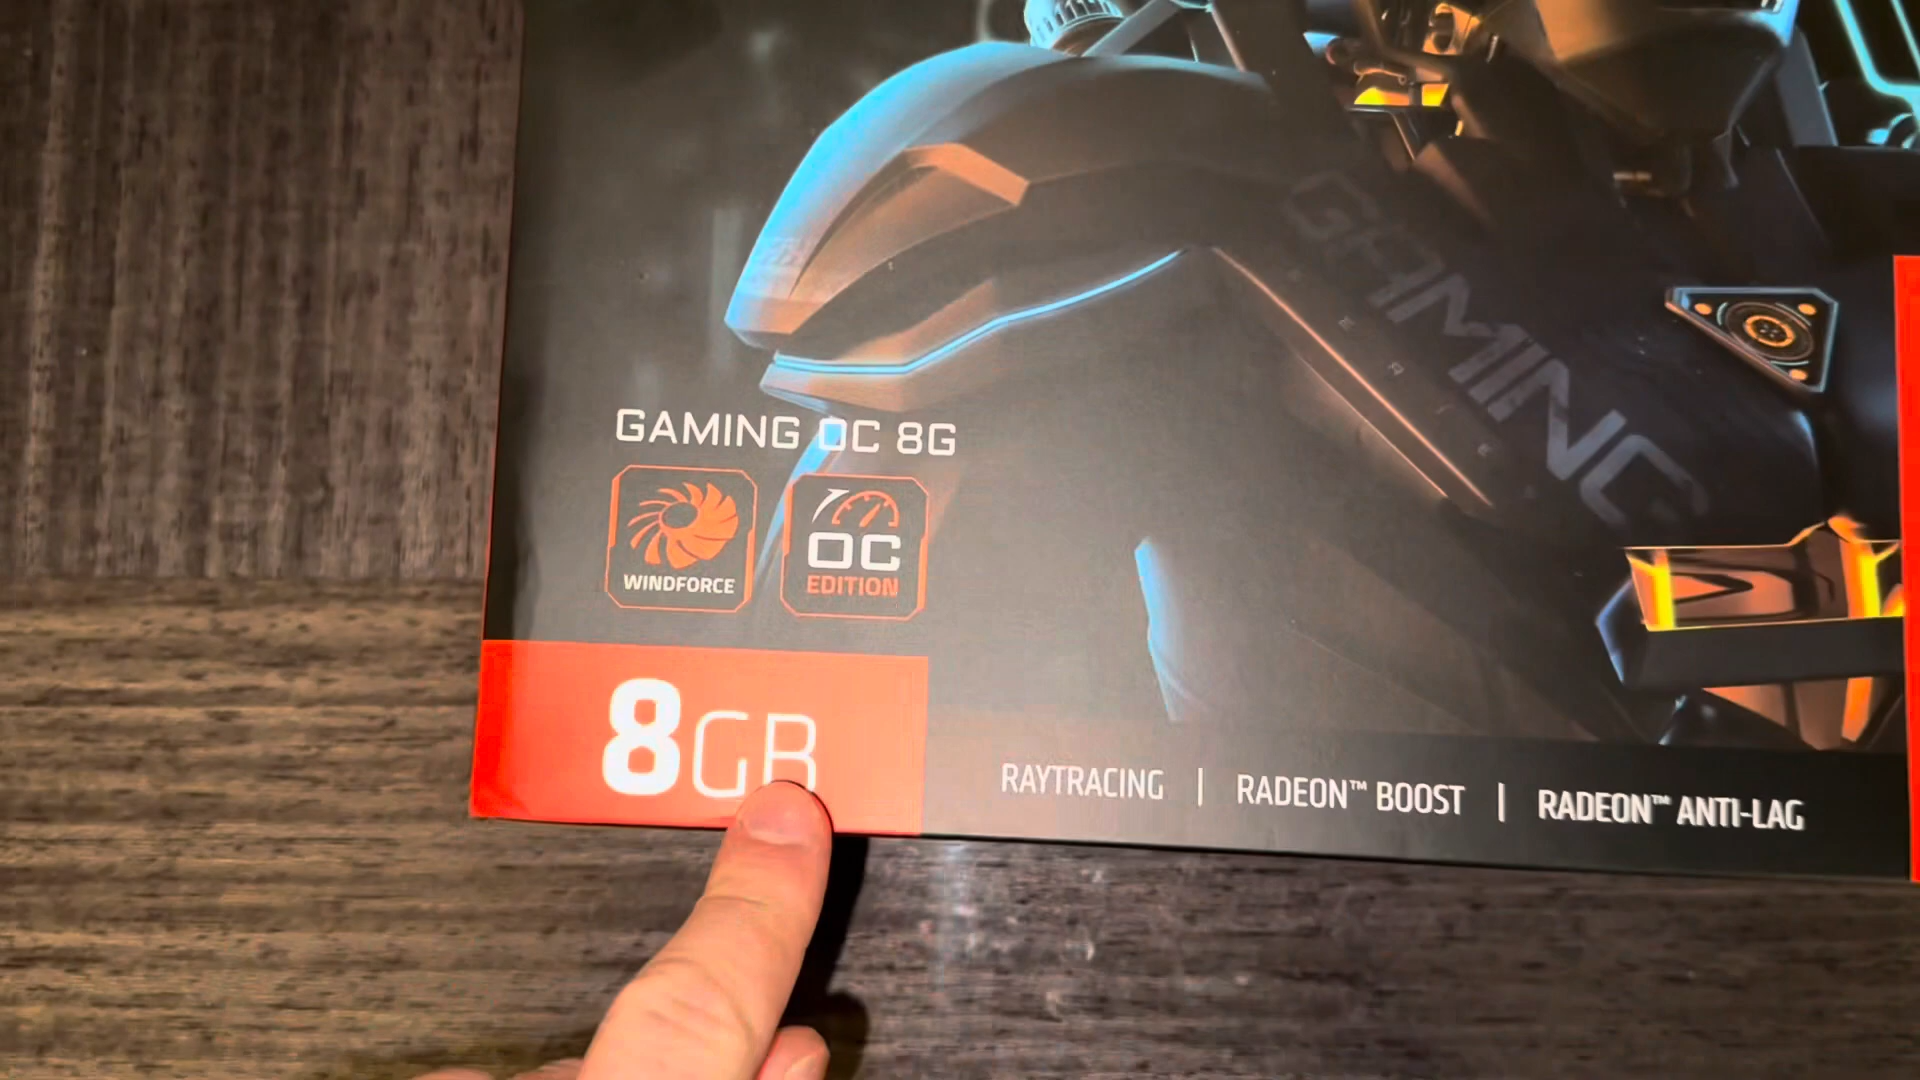 GAMING
GAMING OC 8G
WINDFORCE
OC
EDITION
8GB
RAYTRACING | RADEON™ BOOST | RADEON™ ANTI-LAG